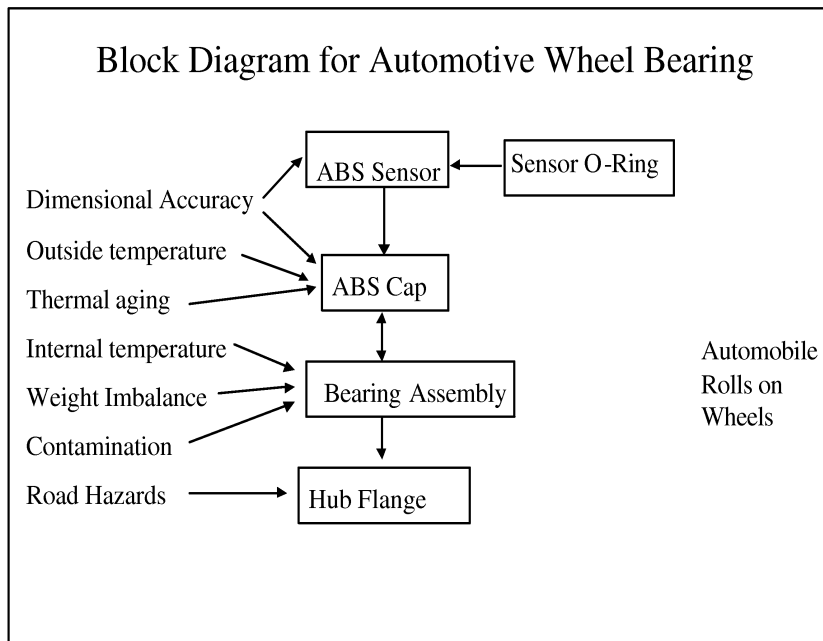 Block Diagram for Automotive Wheel Bearing
ABS Sensor
Sensor O-Ring
Dimensional Accuracy
Outside temperature
ABS Cap
Thermal aging
Internal temperature
Automobile
Rolls on
Wheels
Bearing Assembly
Weight Imbalance
Contamination
Road Hazards
Hub Flange